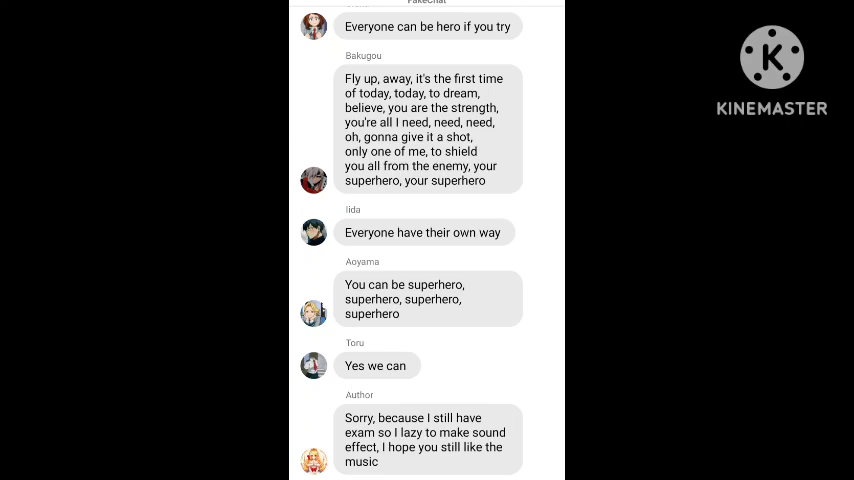 FakeChat
Everyone can be hero if you try
K
KINEMASTER
Bakugou
Fly up, away, it's the first time
of today, today, to dream,
believe, you are the strength,
you're all I need, need, need,
oh, gonna give it a shot,
only one of me, to shield
you all from the enemy, your
superhero, your superhero
Iida
Everyone have their own way
Aoyama
You can be superhero,
superhero, superhero,
superhero
Toru
Yes we can
Author
Sorry, because I still have
exam so I lazy to make sound
effect, I hope you still like the
music